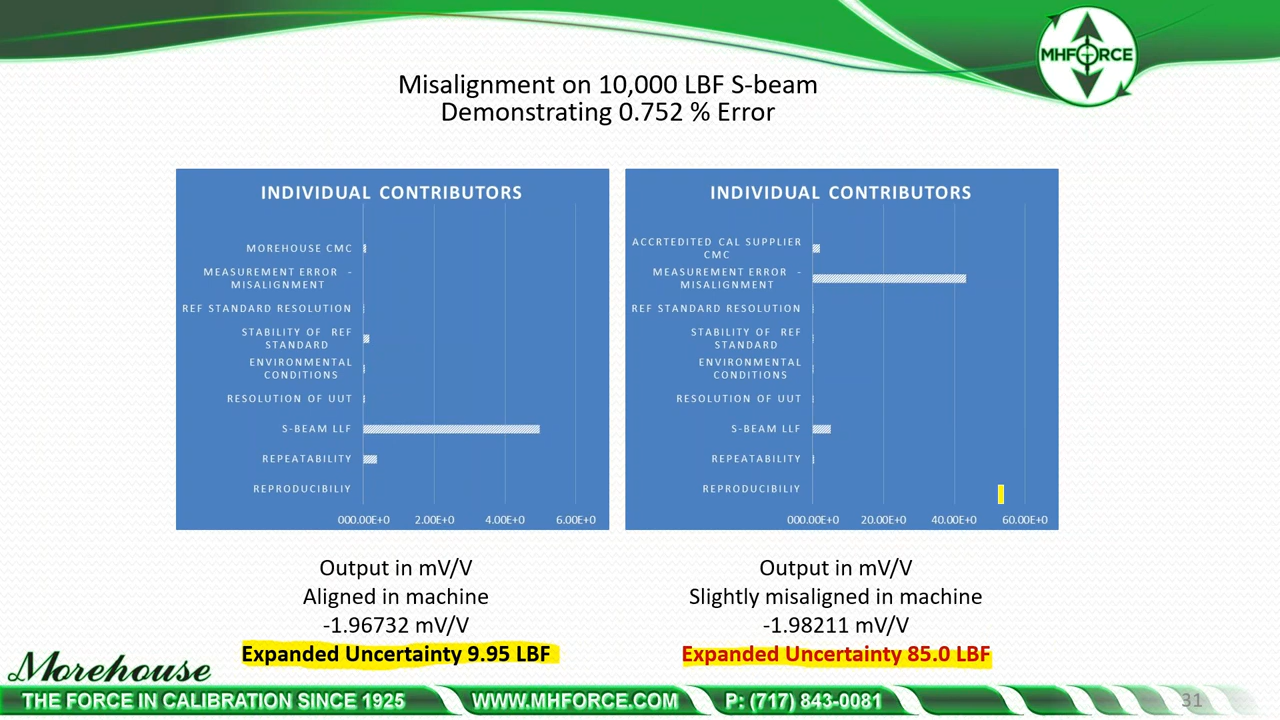 MHFORCE
Misalignment on 10,000 LBF S-beam
Demonstrating 0.752 % Error
INDIVIDUAL CONTRIBUTORS
MOREHOUSE CMC
MEASUREMENT ERROR -
MISALIGNMENT
REF STANDARD RESOLUTION
STABILITY OF REF
STANDARD
ENVIRONMENTAL
CONDITIONS
RESOLUTION OF UUT
S-BEAM LLF
REPEATABILITY
REPRODUCIBILIY
000.00E+0 2.00E+0 4.00E+0 6.00E+0
INDIVIDUAL CONTRIBUTORS
ACCRTEDITED CAL SUPPLIER
CMC
MEASUREMENT ERROR -
MISALIGNMENT
REF STANDARD RESOLUTION
STABILITY OF REF
STANDARD
ENVIRONMENTAL
CONDITIONS
RESOLUTION OF UUT
S-BEAM LLF
REPEATABILITY
REPRODUCIBILIY
000.00E+0 20.00E+0 40.00E+0 60.00E+0
Output in mV/V
Aligned in machine
-1.96732 mV/V
Expanded Uncertainty 9.95 LBF
Output in mV/V
Slightly misaligned in machine
-1.98211 mV/V
Expanded Uncertainty 85.0 LBF
Morehouse
THE FORCE IN CALIBRATION SINCE 1925
WWW.MHFORCE.COM
P: (717) 843-0081
31